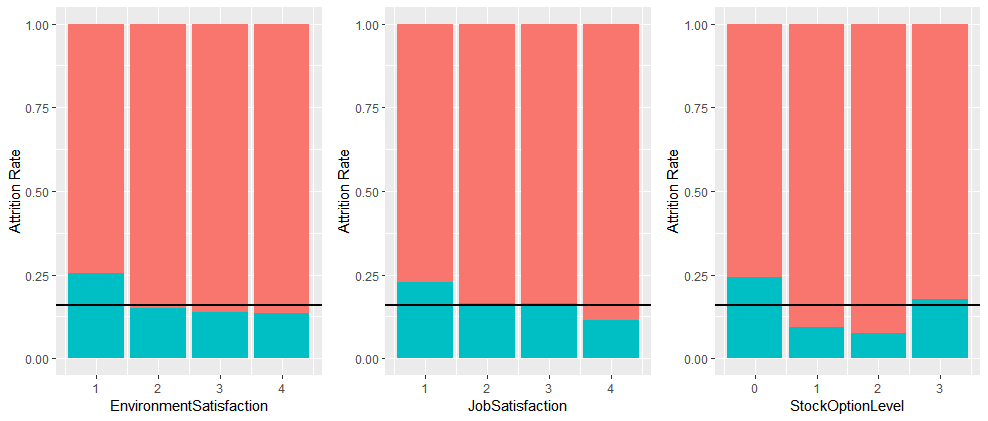 Attrition Rate
1.00
0.75
0.50
0.25
0.00
1 2 3 4
EnvironmentSatisfaction
Attrition Rate
1.00
0.75
0.50
0.25
0.00
1 2 3 4
JobSatisfaction
Attrition Rate
1.00
0.75
0.50
0.25
0.00
0 1 2 3
StockOptionLevel